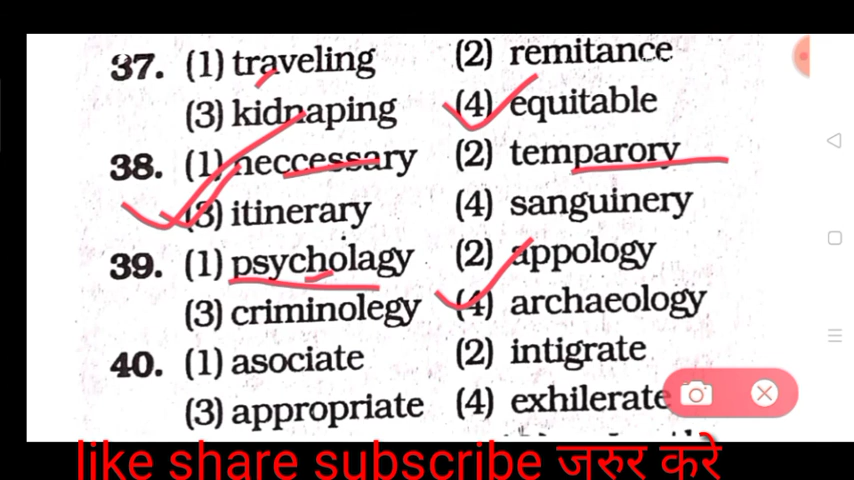 37. (1) traveling (2) remitance
(3) kidnaping (4) equitable
38. (1) neccessary (2) temparory
(3) itinerary (4) sanguinery
39. (1) psycholagy (2) appology
(3) criminolegy (4) archaeology
40. (1) asociate (2) intigrate
(3) appropriate (4) exhilerate
like share subscribe जरुर करे